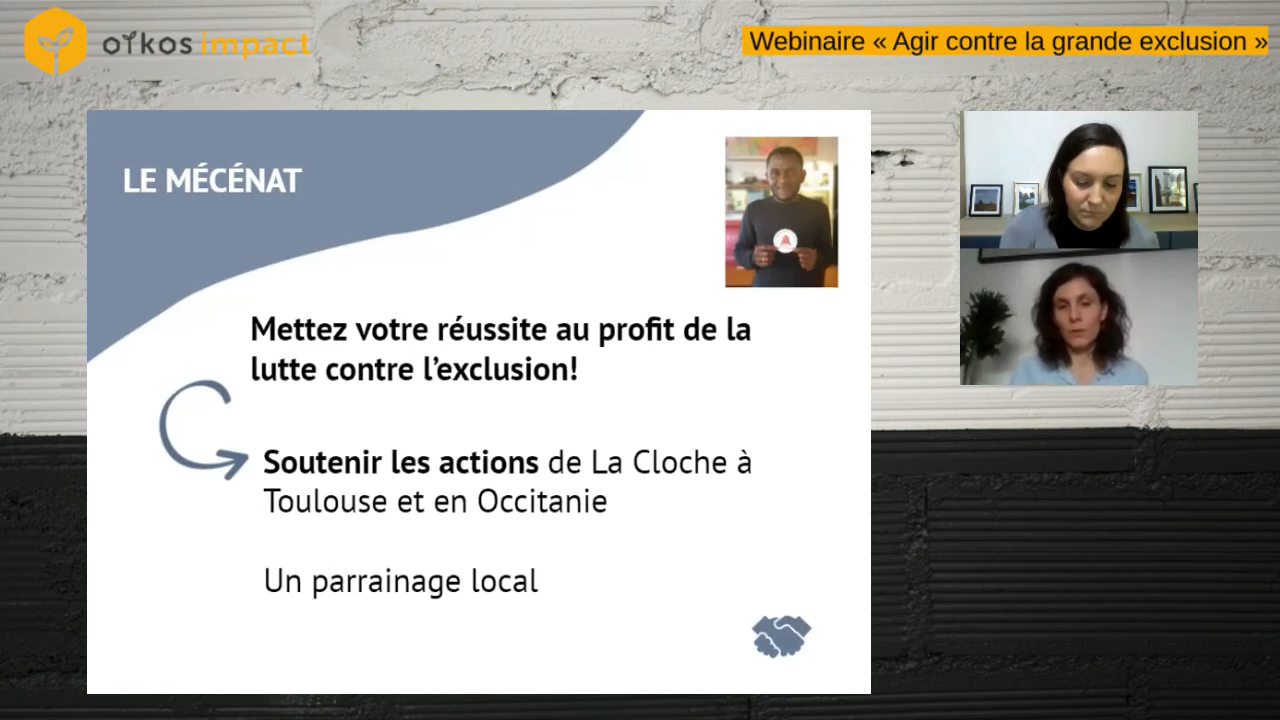 oikos impact
Webinaire « Agir contre la grande exclusion »
LE MÉCÉNAT
Mettez votre réussite au profit de la
lutte contre l’exclusion!
Soutenir les actions de La Cloche à
Toulouse et en Occitanie
Un parrainage local